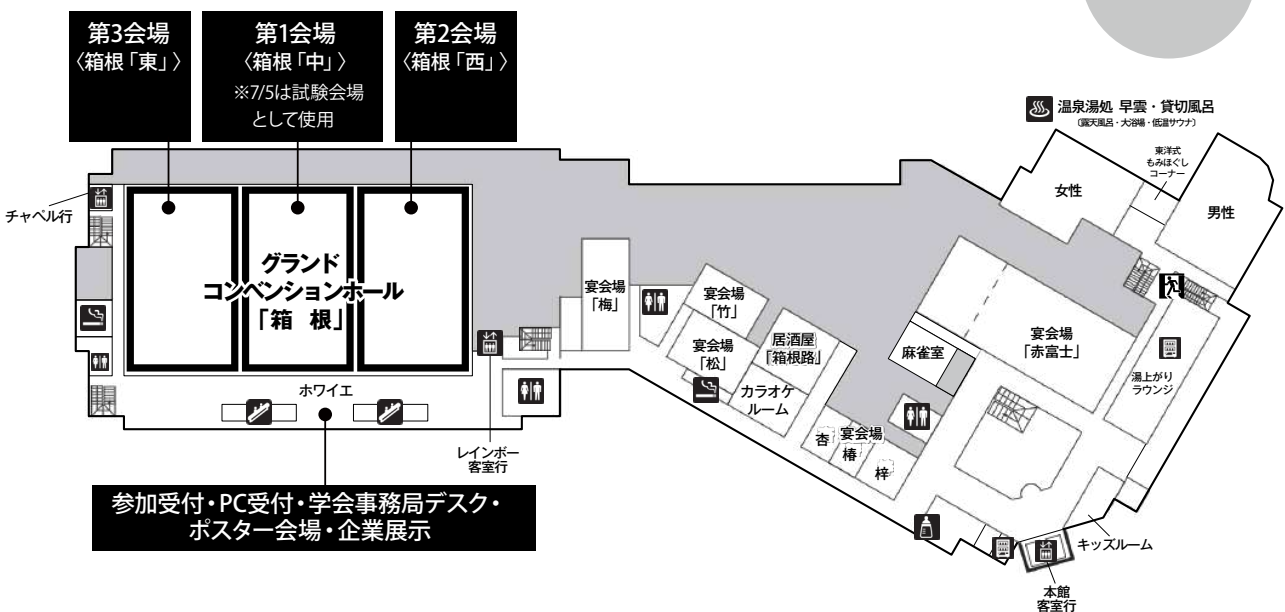 第3会場
〈箱根「東」〉
第1会場
〈箱根「中」〉
※7/5は試験会場
として使用
第2会場
〈箱根「西」〉
温泉湯処 早雲・貸切風呂
〔露天風呂・大浴場・低温サウナ〕
東洋式
もみほぐし
コーナー
女性
男性
チャペル行
グランド
コンベンションホール
「箱 根」
宴会場
「梅」
宴会場
「竹」
宴会場
「松」
居酒屋
「箱根路」
カラオケ
ルーム
麻雀室
宴会場
「赤富士」
湯上がり
ラウンジ
ホワイエ
レインボー
客室行
杏
宴会場
椿
梓
参加受付・PC受付・学会事務局デスク・
ポスター会場・企業展示
キッズルーム
本館
客室行